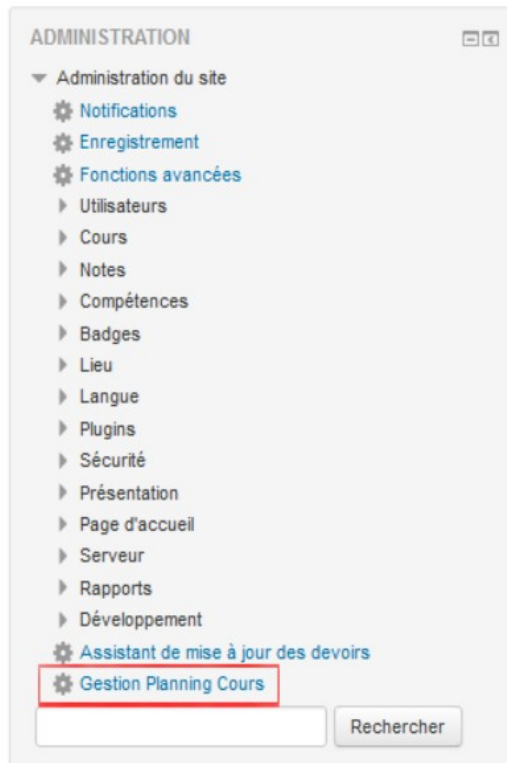 ADMINISTRATION
Administration du site
Notifications
Enregistrement
Fonctions avancées
Utilisateurs
Cours
Notes
Compétences
Badges
Lieu
Langue
Plugins
Sécurité
Présentation
Page d'accueil
Serveur
Rapports
Développement
Assistant de mise à jour des devoirs
Gestion Planning Cours
Rechercher